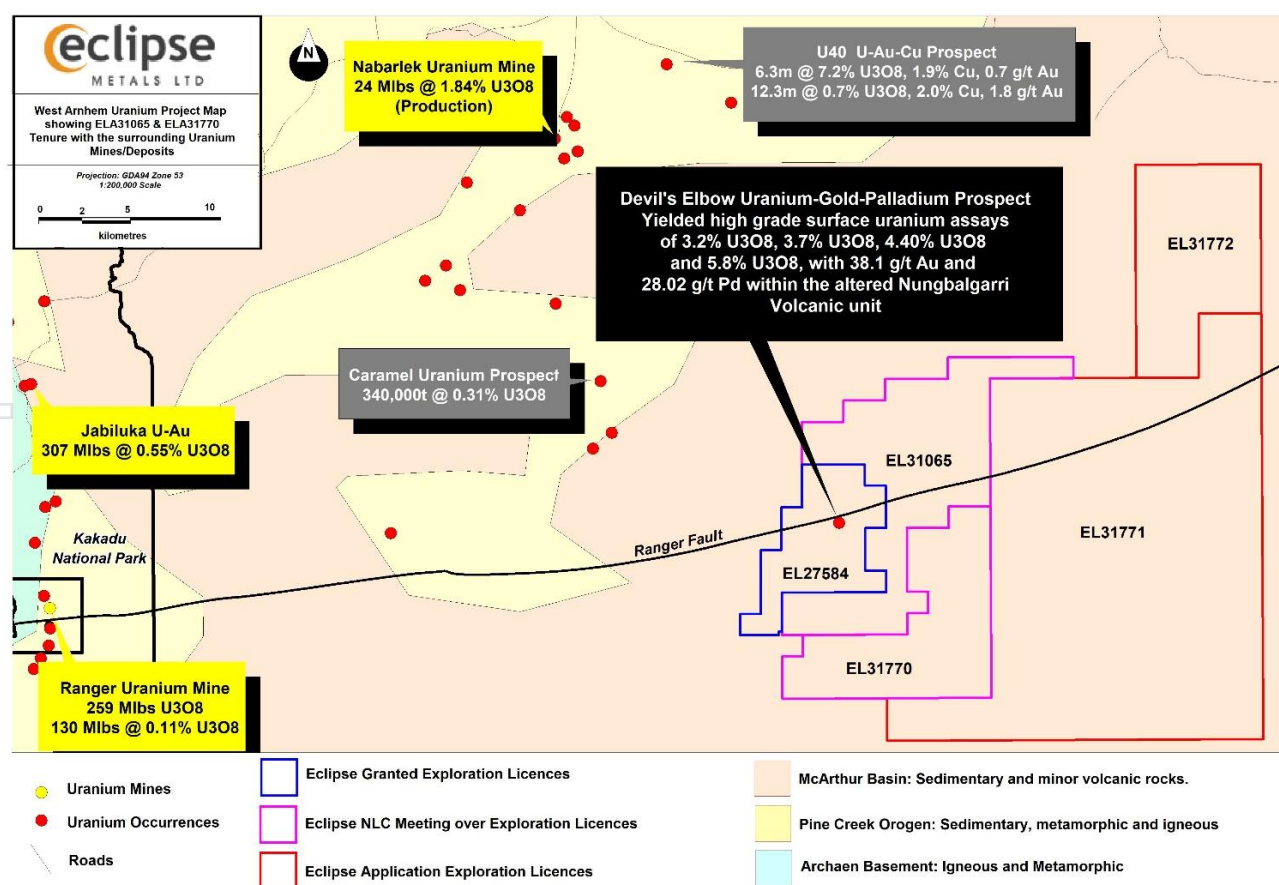 eclipse
METALS LTD
West Arnhem Uranium Project Map
showing ELA31065 & ELA31770
Tenure with the surrounding Uranium
Mines/Deposits
Projection: GDA94 Zone 53
1:200,000 Scale
0 2 5 10
kilometres
N
Nabarlek Uranium Mine
24 Mlbs @ 1.84% U3O8
(Production)
U40 U-Au-Cu Prospect
6.3m @ 7.2% U3O8, 1.9% Cu, 0.7 g/t Au
12.3m @ 0.7% U3O8, 2.0% Cu, 1.8 g/t Au
Devil's Elbow Uranium-Gold-Palladium Prospect
Yielded high grade surface uranium assays
of 3.2% U3O8, 3.7% U3O8, 4.40% U3O8
and 5.8% U3O8, with 38.1 g/t Au and
28.02 g/t Pd within the altered Nungbalgarri
Volcanic unit
EL31772
Caramel Uranium Prospect
340,000t @ 0.31% U3O8
Jabiluka U-Au
307 Mlbs @ 0.55% U3O8
EL31065
EL31771
Kakadu
National Park
Ranger Fault
EL27584
EL31770
Ranger Uranium Mine
259 Mlbs U3O8
130 Mlbs @ 0.11% U3O8
Uranium Mines
Uranium Occurrences
Roads
Eclipse Granted Exploration Licences
Eclipse NLC Meeting over Exploration Licences
Eclipse Application Exploration Licences
McArthur Basin: Sedimentary and minor volcanic rocks.
Pine Creek Orogen: Sedimentary, metamorphic and igneous
Archaen Basement: Igneous and Metamorphic